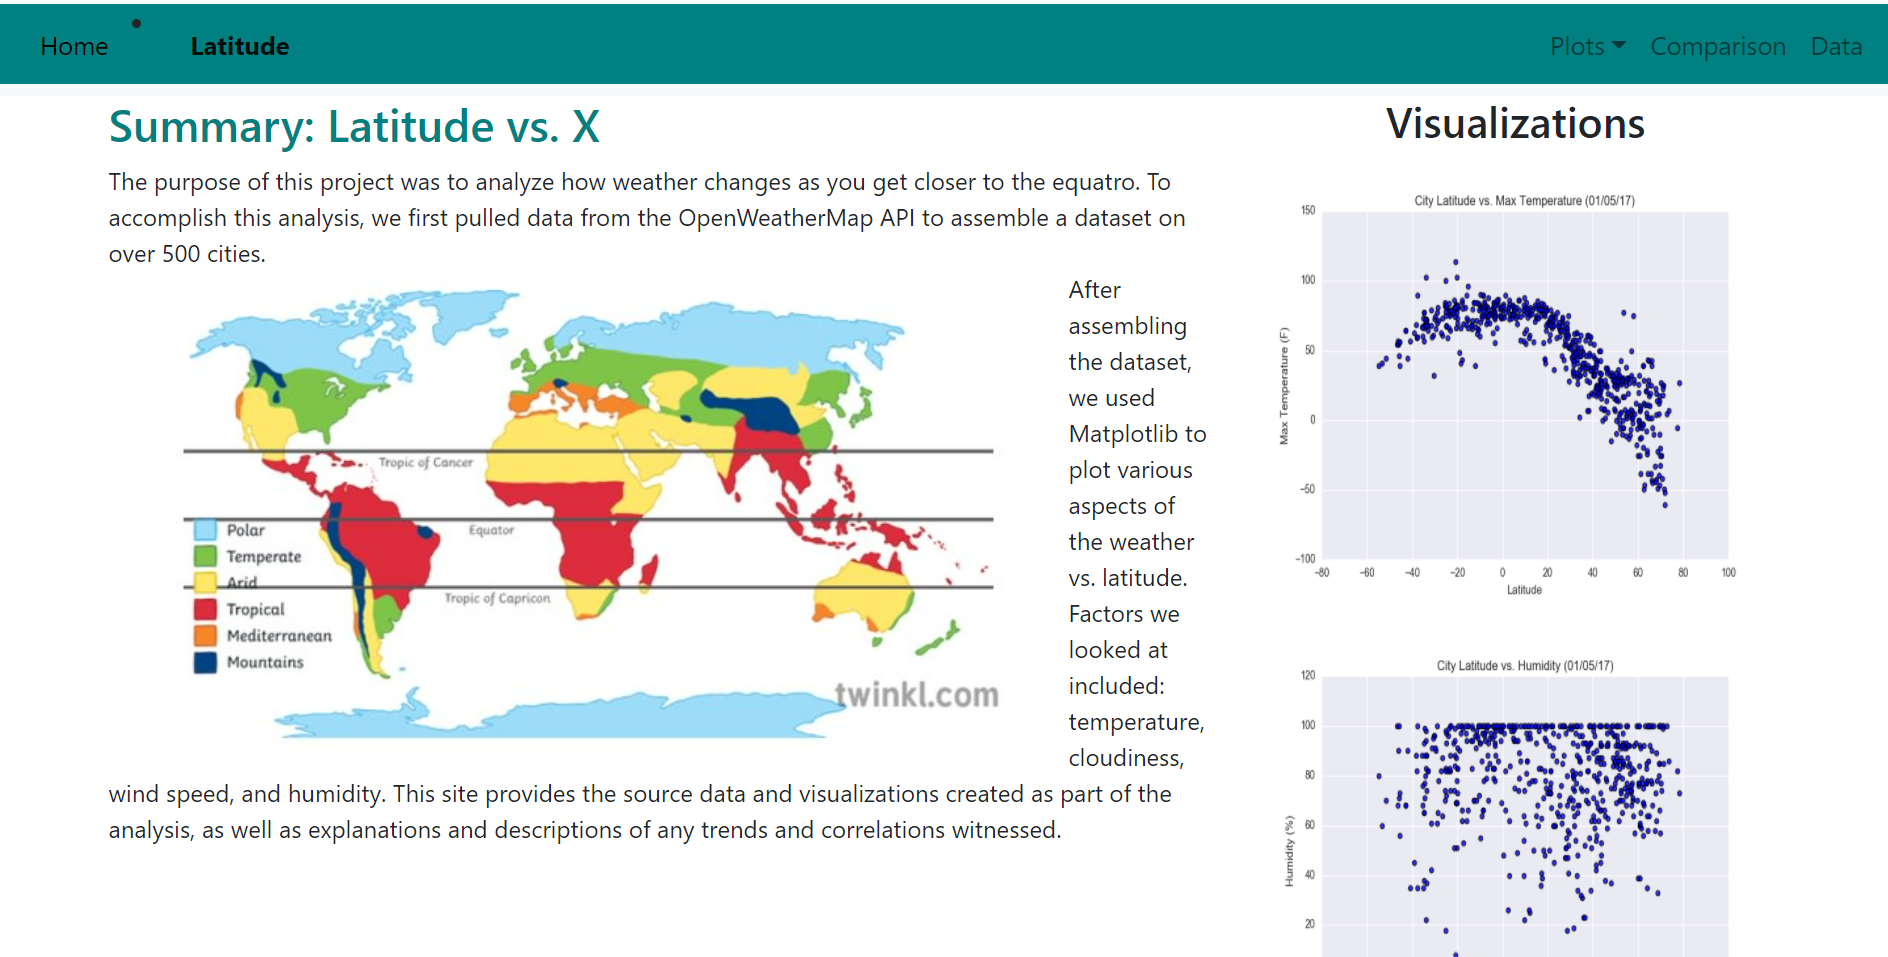 Home
Latitude
Plots
Comparison
Data
Summary: Latitude vs. X
The purpose of this project was to analyze how weather changes as you get closer to the equatro. To
accomplish this analysis, we first pulled data from the OpenWeatherMap API to assemble a dataset on
over 500 cities.
Tropic of Cancer
Equator
Tropic of Capricon
Polar
Temperate
Arid
Tropical
Mediterranean
Mountains
twinkl.com
After
assembling
the dataset,
we used
Matplotlib to
plot various
aspects of
the weather
vs. latitude.
Factors we
looked at
included:
temperature,
cloudiness,
wind speed, and humidity. This site provides the source data and visualizations created as part of the
analysis, as well as explanations and descriptions of any trends and correlations witnessed.
Visualizations
City Latitude vs. Max Temperature (01/05/17)
Max Temperature (F)
150
100
50
0
−50
−100
−80 −60 −40 −20 0 20 40 60 80 100
Latitude
City Latitude vs. Humidity (01/05/17)
Humidity (%)
120
100
80
60
40
20